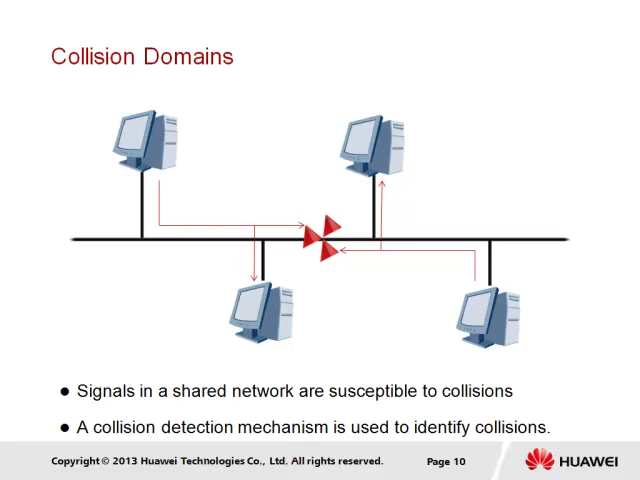 Collision Domains
● Signals in a shared network are susceptible to collisions
● A collision detection mechanism is used to identify collisions.
Copyright © 2013 Huawei Technologies Co., Ltd. All rights reserved.
Page 10
HUAWEI